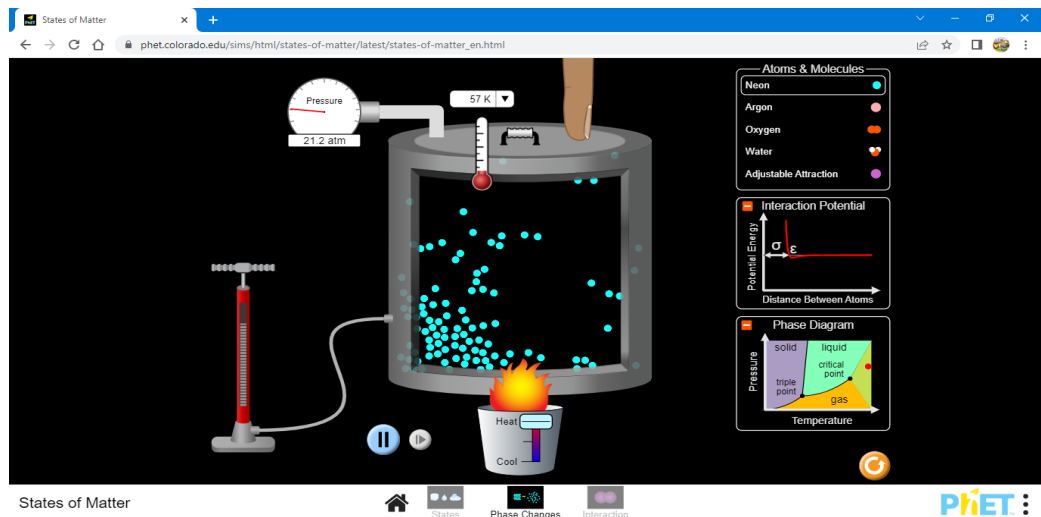 States of Matter
phet.colorado.edu/sims/html/states-of-matter/latest/states-of-matter_en.html
Pressure
21.2 atm
57 K
Atoms & Molecules
Neon
Argon
Oxygen
Water
Adjustable Attraction
Interaction Potential
Potential Energy
σ
ε
Distance Between Atoms
Phase Diagram
Pressure
solid
liquid
critical
point
triple
point
gas
Temperature
Heat
Cool
States of Matter
States
Phase Changes
Interaction
PhET